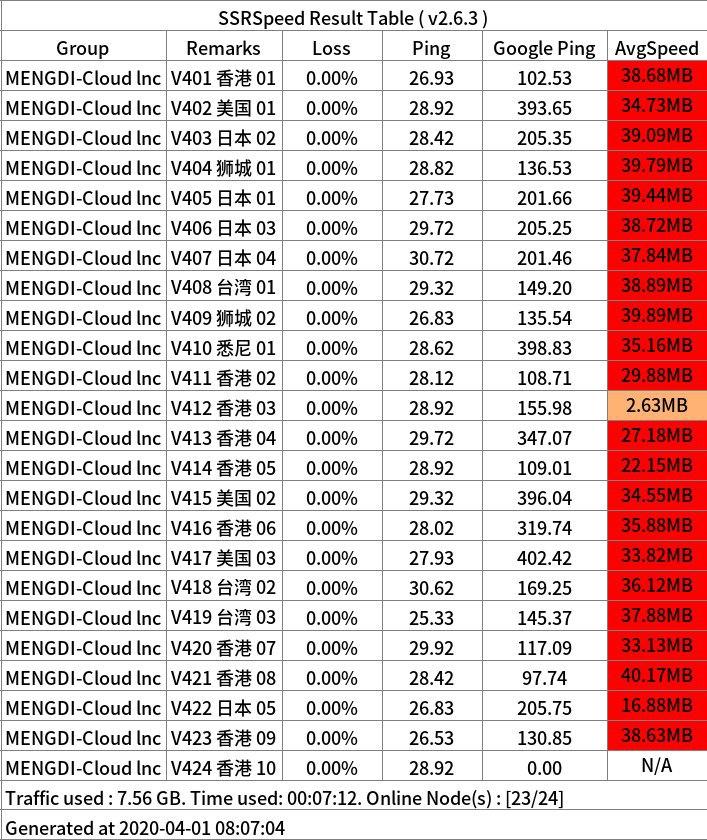 SSRSpeed Result Table ( v2.6.3 )
Group Remarks Loss Ping Google Ping AvgSpeed
MENGDI-Cloud lnc V401 香港 01 0.00% 26.93 102.53 38.68MB
MENGDI-Cloud lnc V402 美国 01 0.00% 28.92 393.65 34.73MB
MENGDI-Cloud lnc V403 日本 02 0.00% 28.42 205.35 39.09MB
MENGDI-Cloud lnc V404 狮城 01 0.00% 28.82 136.53 39.79MB
MENGDI-Cloud lnc V405 日本 01 0.00% 27.73 201.66 39.44MB
MENGDI-Cloud lnc V406 日本 03 0.00% 29.72 205.25 38.72MB
MENGDI-Cloud lnc V407 日本 04 0.00% 30.72 201.46 37.84MB
MENGDI-Cloud lnc V408 台湾 01 0.00% 29.32 149.20 38.89MB
MENGDI-Cloud lnc V409 狮城 02 0.00% 26.83 135.54 39.89MB
MENGDI-Cloud lnc V410 悉尼 01 0.00% 28.62 398.83 35.16MB
MENGDI-Cloud lnc V411 香港 02 0.00% 28.12 108.71 29.88MB
MENGDI-Cloud lnc V412 香港 03 0.00% 28.92 155.98 2.63MB
MENGDI-Cloud lnc V413 香港 04 0.00% 29.72 347.07 27.18MB
MENGDI-Cloud lnc V414 香港 05 0.00% 28.92 109.01 22.15MB
MENGDI-Cloud lnc V415 美国 02 0.00% 29.32 396.04 34.55MB
MENGDI-Cloud lnc V416 香港 06 0.00% 28.02 319.74 35.88MB
MENGDI-Cloud lnc V417 美国 03 0.00% 27.93 402.42 33.82MB
MENGDI-Cloud lnc V418 台湾 02 0.00% 30.62 169.25 36.12MB
MENGDI-Cloud lnc V419 台湾 03 0.00% 25.33 145.37 37.88MB
MENGDI-Cloud lnc V420 香港 07 0.00% 29.92 117.09 33.13MB
MENGDI-Cloud lnc V421 香港 08 0.00% 28.42 97.74 40.17MB
MENGDI-Cloud lnc V422 日本 05 0.00% 26.83 205.75 16.88MB
MENGDI-Cloud lnc V423 香港 09 0.00% 26.53 130.85 38.63MB
MENGDI-Cloud lnc V424 香港 10 0.00% 28.92 0.00 N/A
Traffic used : 7.56 GB. Time used: 00:07:12. Online Node(s) : [23/24]
Generated at 2020-04-01 08:07:04